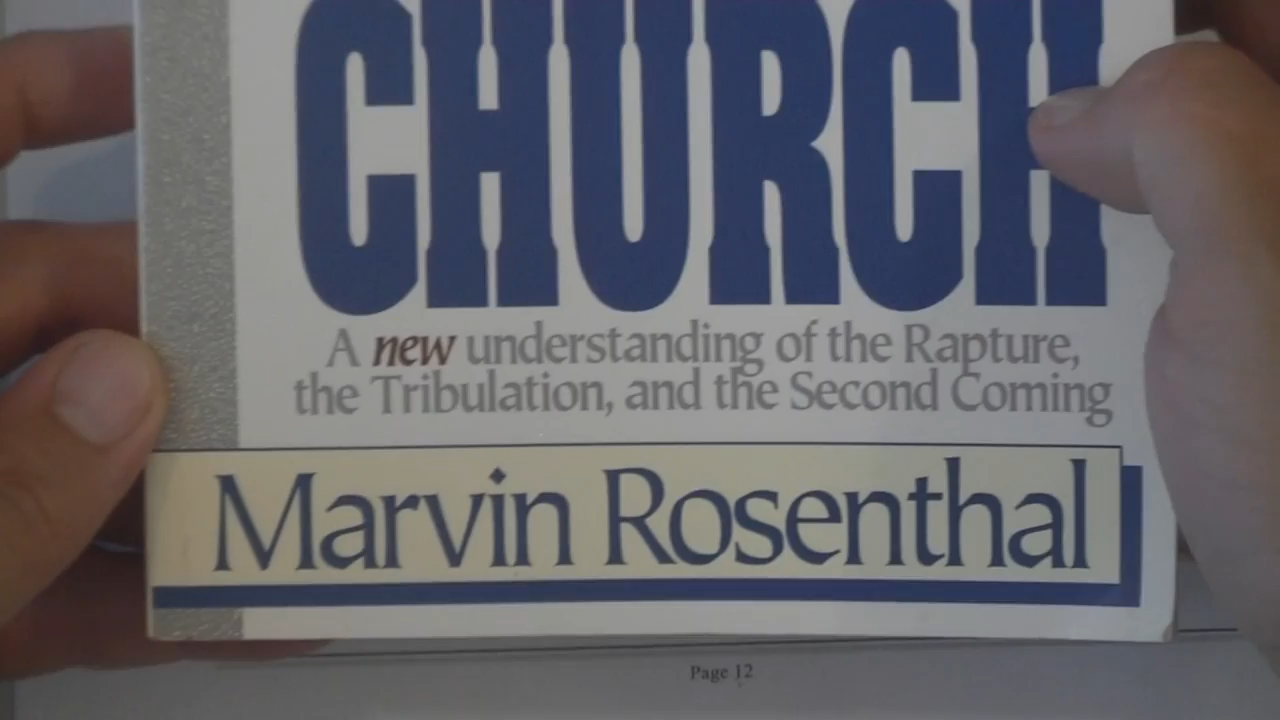 CHURCH
A new understanding of the Rapture,
the Tribulation, and the Second Coming
Marvin Rosenthal
Page 12